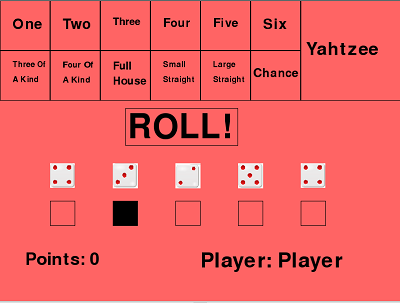 One Two Three Four Five Six
Yahtzee
Three Of Four Of Full Small Large Chance
A Kind A Kind House Straight Straight
ROLL!
Points: 0 Player: Player